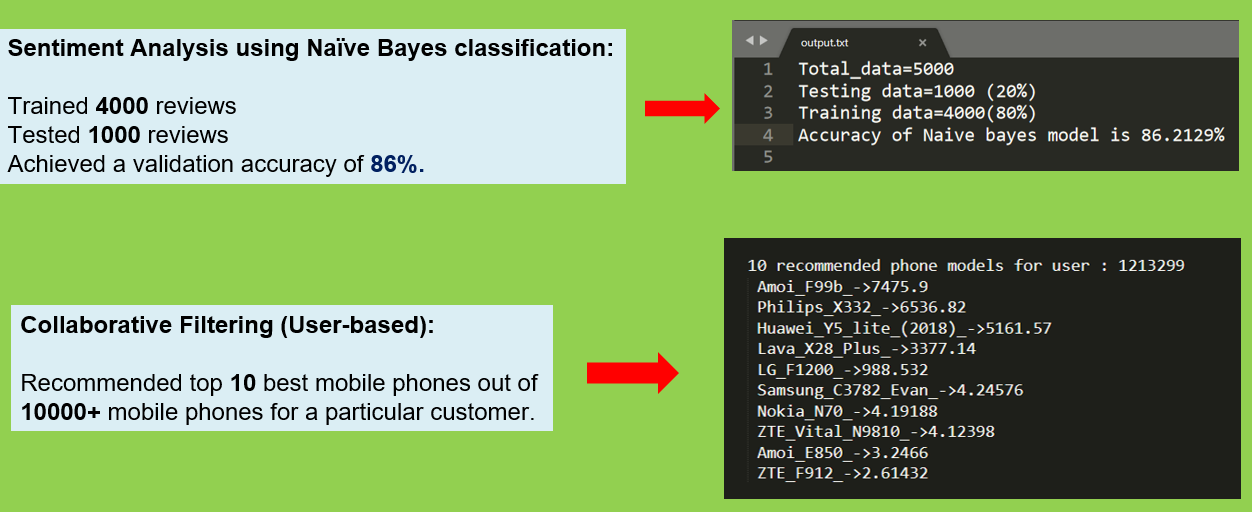 Sentiment Analysis using Naïve Bayes classification:
Trained 4000 reviews
Tested 1000 reviews
Achieved a validation accuracy of 86%.
output.txt ×
1 Total_data=5000
2 Testing data=1000 (20%)
3 Training data=4000(80%)
4 Accuracy of Naive bayes model is 86.2129%
5
Collaborative Filtering (User-based):
Recommended top 10 best mobile phones out of
10000+ mobile phones for a particular customer.
10 recommended phone models for user : 1213299
Amoi_F99b_->7475.9
Philips_X332_->6536.82
Huawei_Y5_lite_(2018)_->5161.57
Lava_X28_Plus_->3377.14
LG_F1200_->988.532
Samsung_C3782_Evan_->4.24576
Nokia_N70_->4.19188
ZTE_Vital_N9810_->4.12398
Amoi_E850_->3.2466
ZTE_F912_->2.61432